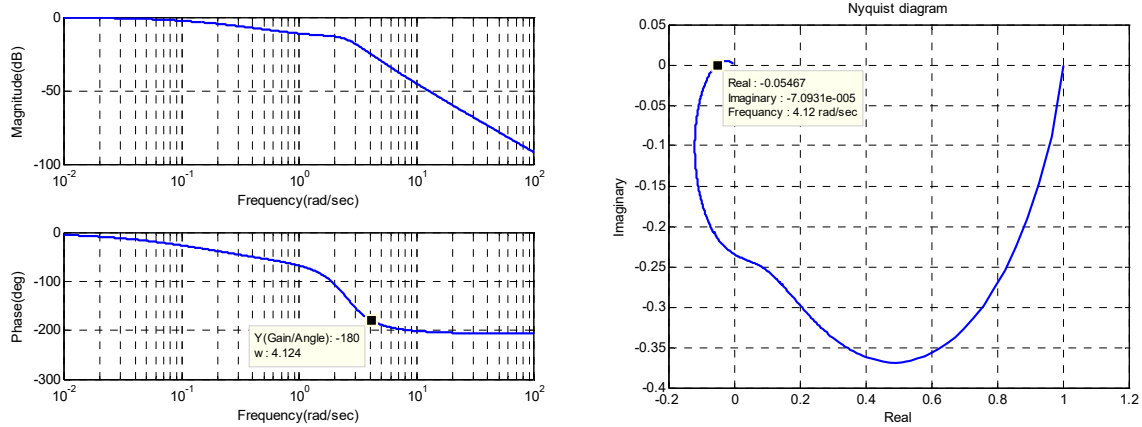 0
-50
-100
Magnitude(dB)
10^-2
10^-1
10^0
10^1
10^2
Frequency(rad/sec)
0
-100
-200
-300
Phase(deg)
Y(Gain/Angle): -180
w : 4.124
10^-2
10^-1
10^0
10^1
10^2
Frequency(rad/sec)
Nyquist diagram
0.05
0
-0.05
-0.1
-0.15
-0.2
-0.25
-0.3
-0.35
-0.4
Imaginary
Real : -0.05467
Imaginary : -7.0931e-005
Frequancy : 4.12 rad/sec
-0.2
0
0.2
0.4
0.6
0.8
1
1.2
Real